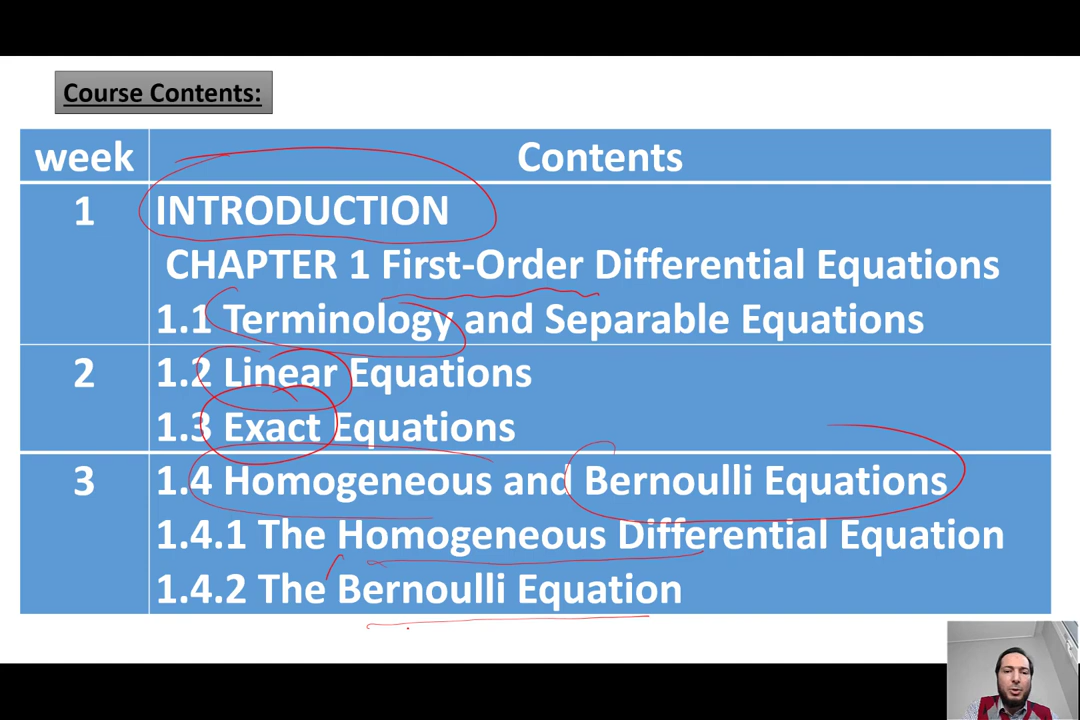 Course Contents:
week Contents
1 INTRODUCTION
CHAPTER 1 First-Order Differential Equations
1.1 Terminology and Separable Equations
2 1.2 Linear Equations
1.3 Exact Equations
3 1.4 Homogeneous and Bernoulli Equations
1.4.1 The Homogeneous Differential Equation
1.4.2 The Bernoulli Equation